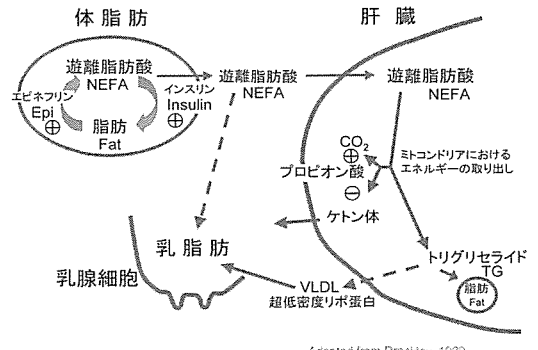 体脂肪
肝臓
遊離脂肪酸
NEFA
エピネフリン
Epi
⊕
インスリン
Insulin
⊕
脂肪
Fat
遊離脂肪酸
NEFA
遊離脂肪酸
NEFA
CO₂
⊕
プロピオン酸
⊖
ミトコンドリアにおける
エネルギーの取り出し
ケトン体
乳脂肪
乳腺細胞
トリグリセライド
TG
脂肪
Fat
VLDL
超低密度リポ蛋白